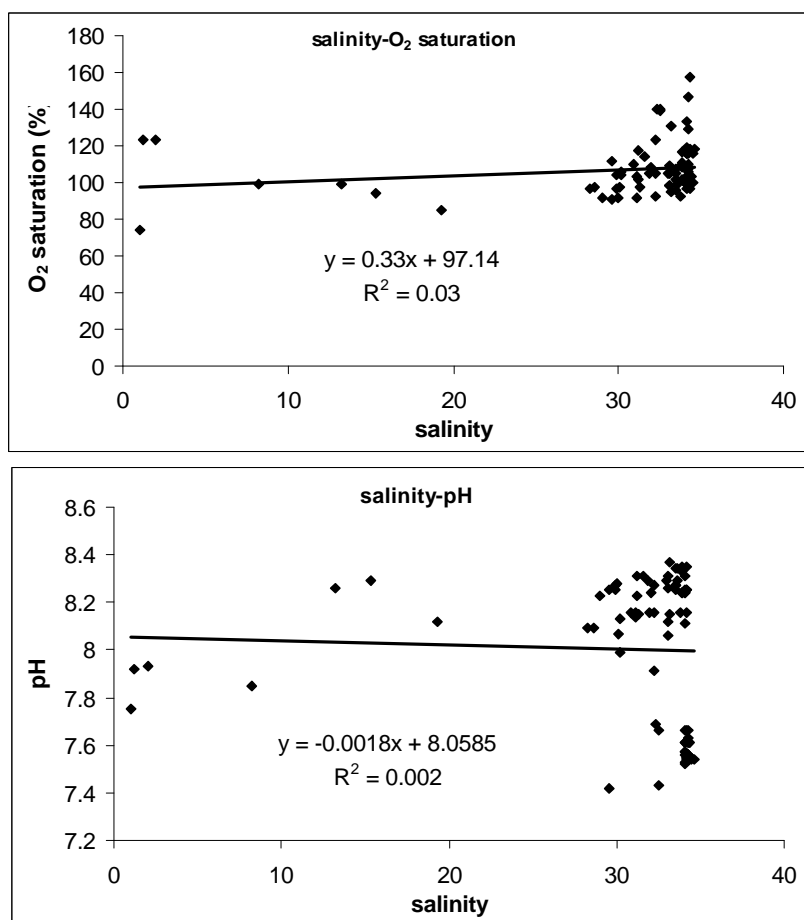 salinity-O₂ saturation
180
160
140
120
100
80
60
40
20
0
O₂ saturation (%)
y = 0.33x + 97.14
R² = 0.03
0 10 20 30 40
salinity
salinity-pH
8.6
8.4
8.2
8
7.8
7.6
7.4
7.2
pH
y = -0.0018x + 8.0585
R² = 0.002
0 10 20 30 40
salinity